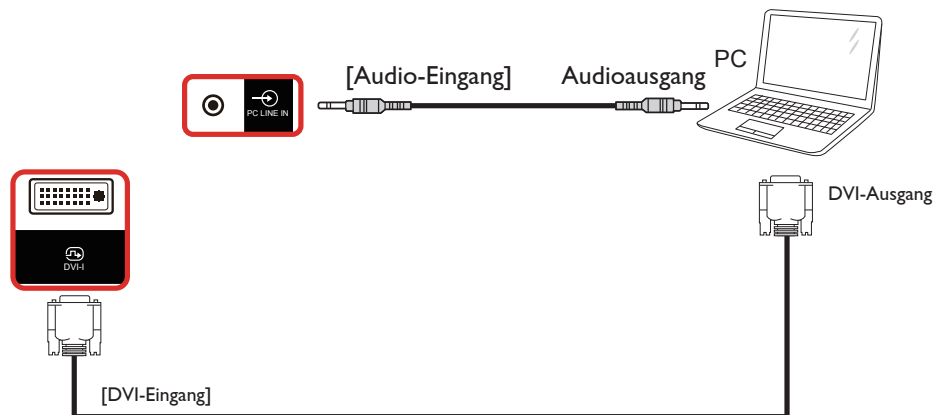 PC
[Audio-Eingang]
Audioausgang
PC LINE IN
DVI-Ausgang
DVI-I
[DVI-Eingang]